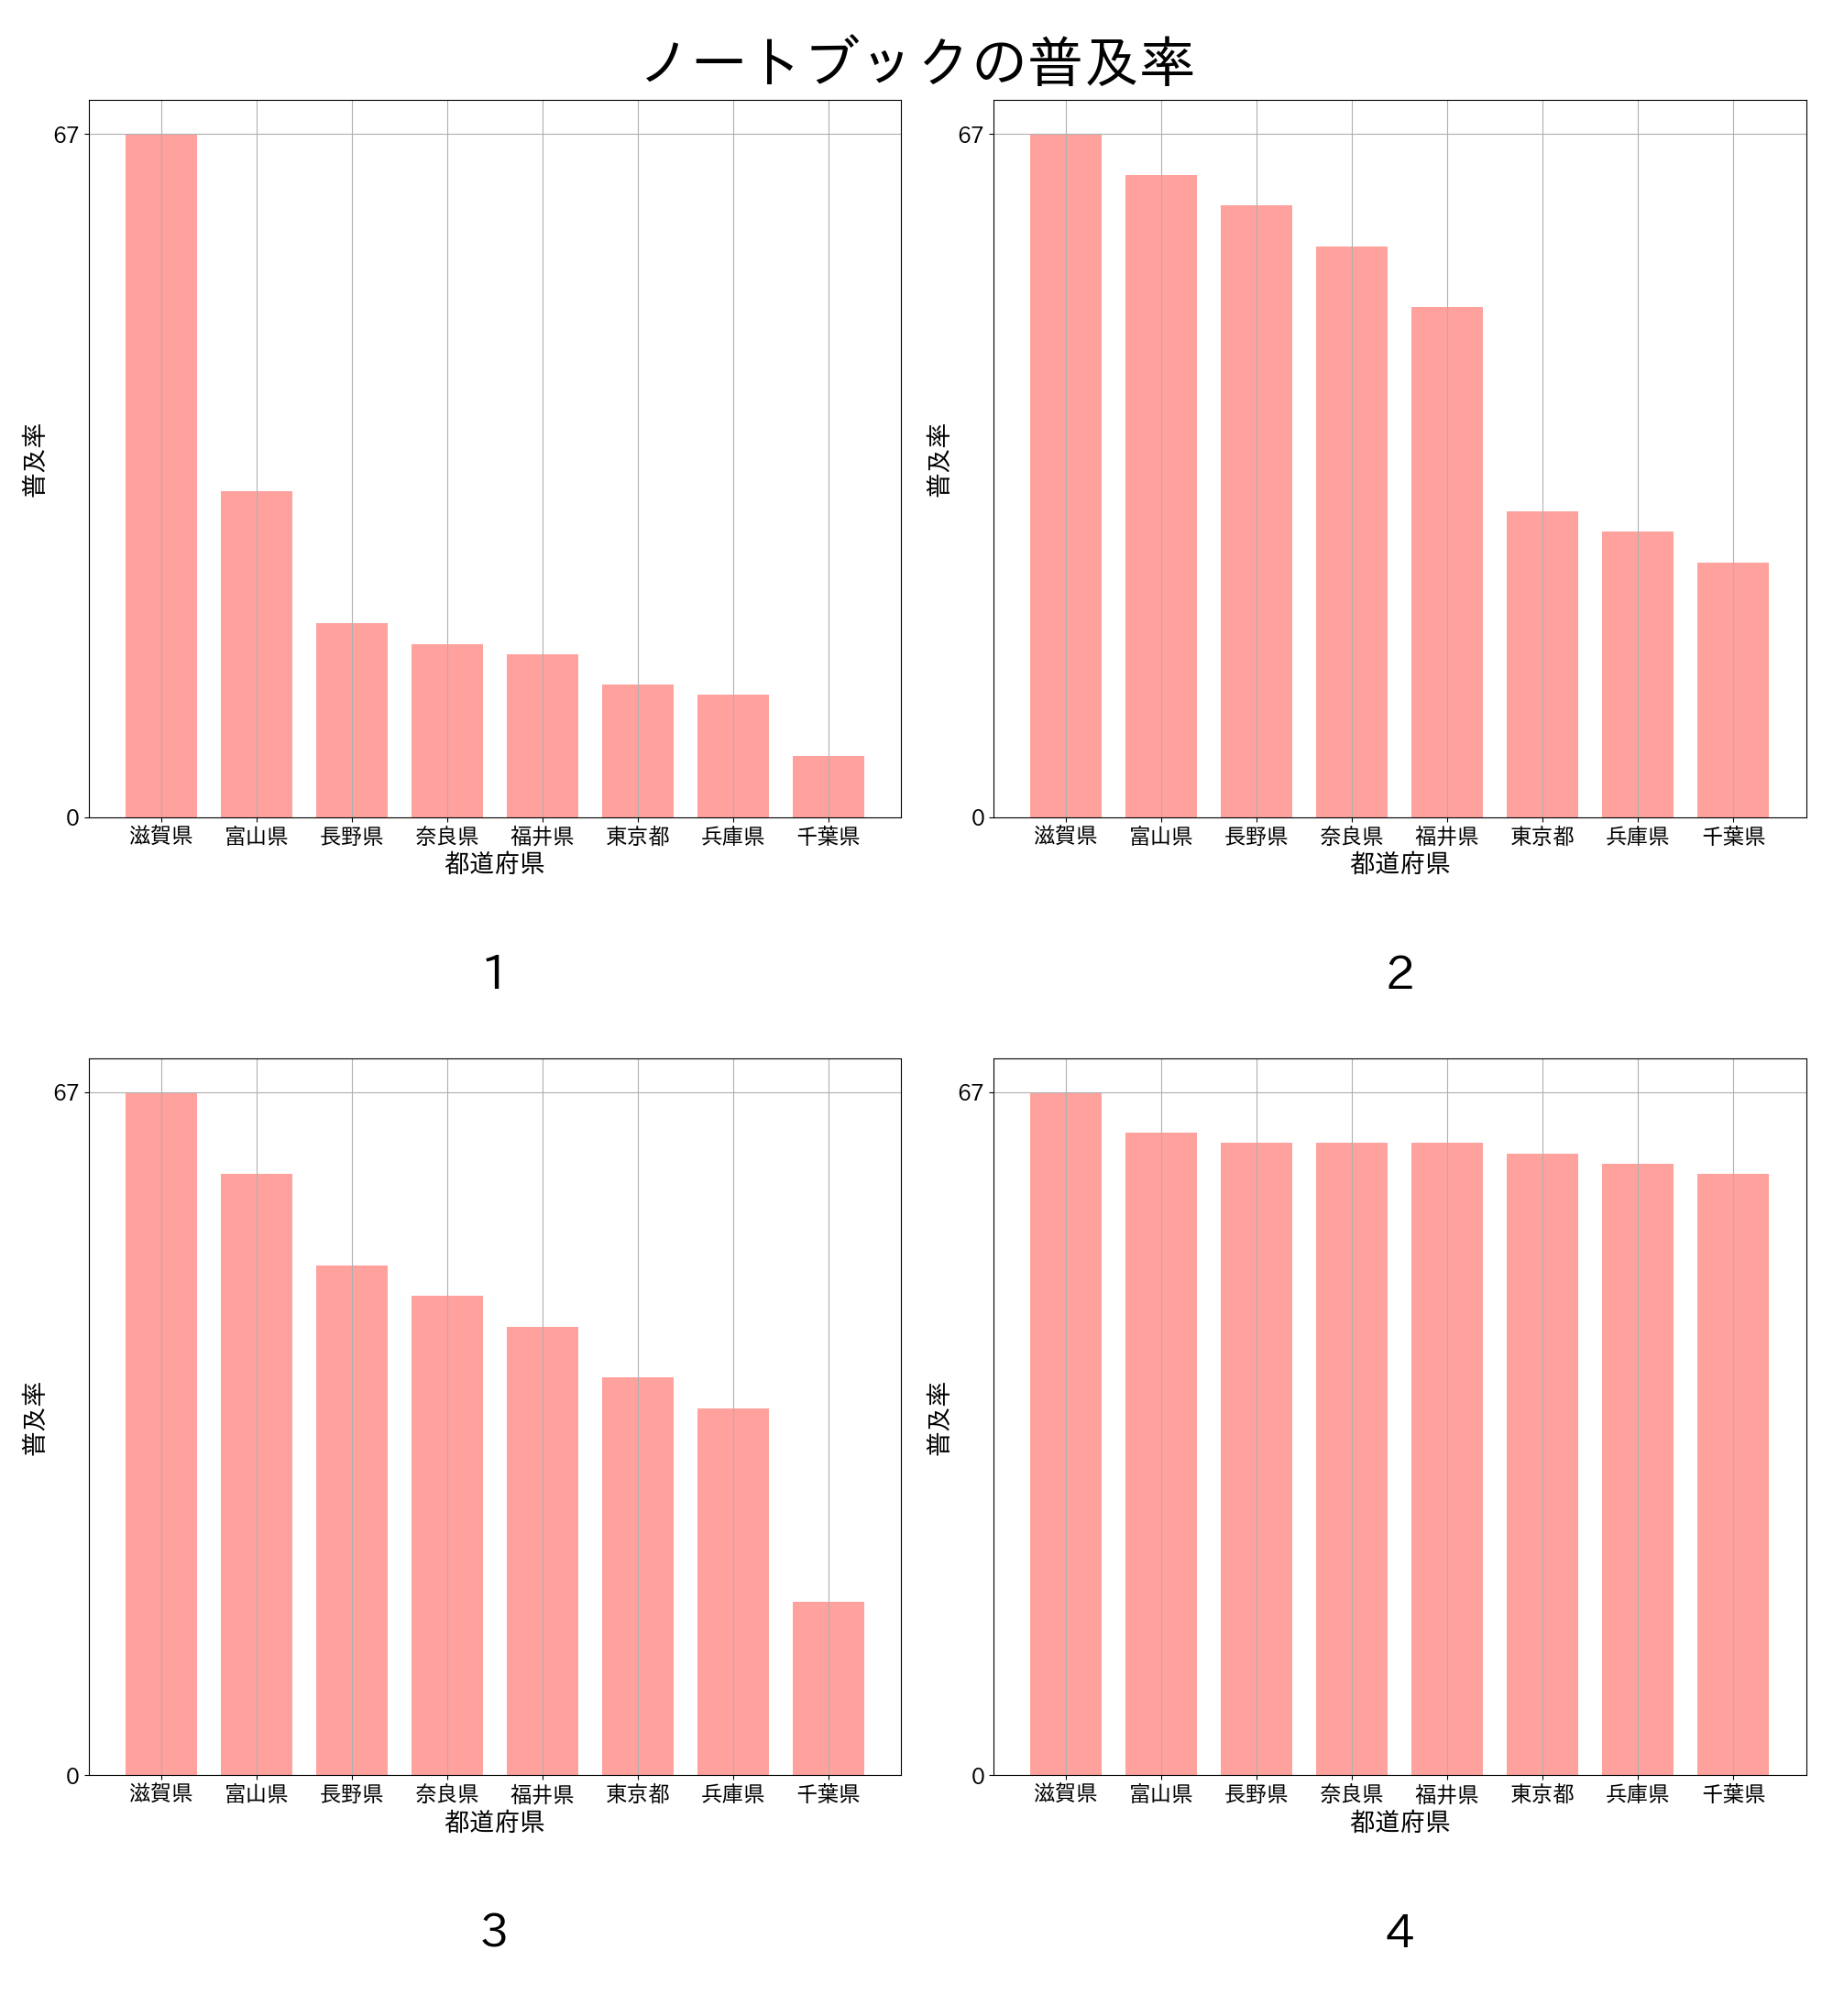 ノートブックの普及率
67
0
普及率
滋賀県 富山県 長野県 奈良県 福井県 東京都 兵庫県 千葉県
都道府県
1
67
0
普及率
滋賀県 富山県 長野県 奈良県 福井県 東京都 兵庫県 千葉県
都道府県
2
67
0
普及率
滋賀県 富山県 長野県 奈良県 福井県 東京都 兵庫県 千葉県
都道府県
3
67
0
普及率
滋賀県 富山県 長野県 奈良県 福井県 東京都 兵庫県 千葉県
都道府県
4